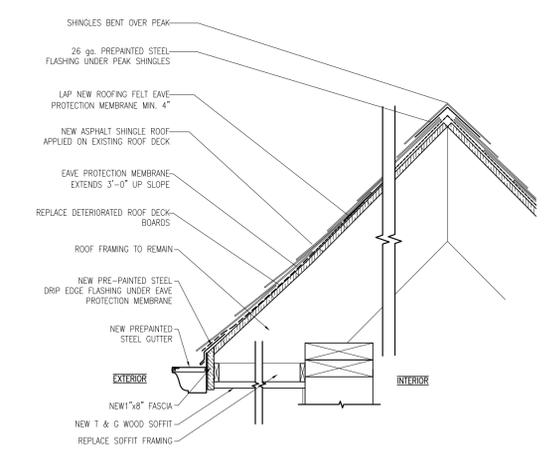 SHINGLES BENT OVER PEAK
26 ga. PREPAINTED STEEL
FLASHING UNDER PEAK SHINGLES
LAP NEW ROOFING FELT EAVE
PROTECTION MEMBRANE MIN. 4"
NEW ASPHALT SHINGLE ROOF
APPLIED ON EXISTING ROOF DECK
EAVE PROTECTION MEMBRANE
EXTENDS 3'-0" UP SLOPE
REPLACE DETERIORATED ROOF DECK
BOARDS
ROOF FRAMING TO REMAIN
NEW PRE-PAINTED STEEL
DRIP EDGE FLASHING UNDER EAVE
PROTECTION MEMBRANE
NEW PREPAINTED
STEEL GUTTER
EXTERIOR
INTERIOR
NEW1"x8" FASCIA
NEW T & G WOOD SOFFIT
REPLACE SOFFIT FRAMING